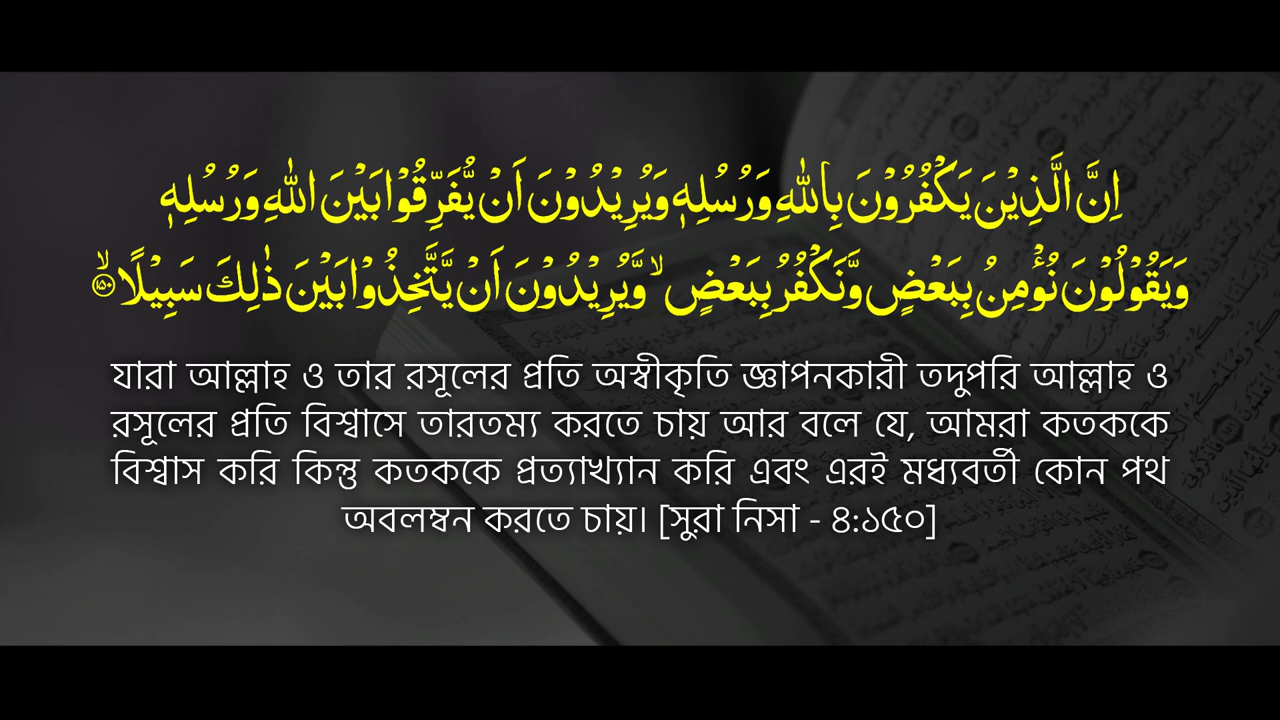 اِنَّ الَّذِيْنَ يَكْفُرُوْنَ بِاللّٰهِ وَرُسُلِهٖ وَيُرِيْدُوْنَ اَنْ يُّفَرِّقُوْا بَيْنَ اللّٰهِ وَرُسُلِهٖ
وَيَقُوْلُوْنَ نُؤْمِنُ بِبَعْضٍ وَّنَكْفُرُ بِبَعْضٍ ۙ وَّيُرِيْدُوْنَ اَنْ يَّتَّخِذُوْا بَيْنَ ذٰلِكَ سَبِيْلًا ۙ‏﴿۱۵۰﴾
যারা আল্লাহ ও তার রসূলের প্রতি অস্বীকৃতি জ্ঞাপনকারী তদুপরি আল্লাহ ও
রসূলের প্রতি বিশ্বাসে তারতম্য করতে চায় আর বলে যে, আমরা কতককে
বিশ্বাস করি কিন্তু কতককে প্রত্যাখ্যান করি এবং এরই মধ্যবর্তী কোন পথ
অবলম্বন করতে চায়। [সুরা নিসা - ৪:১৫০]